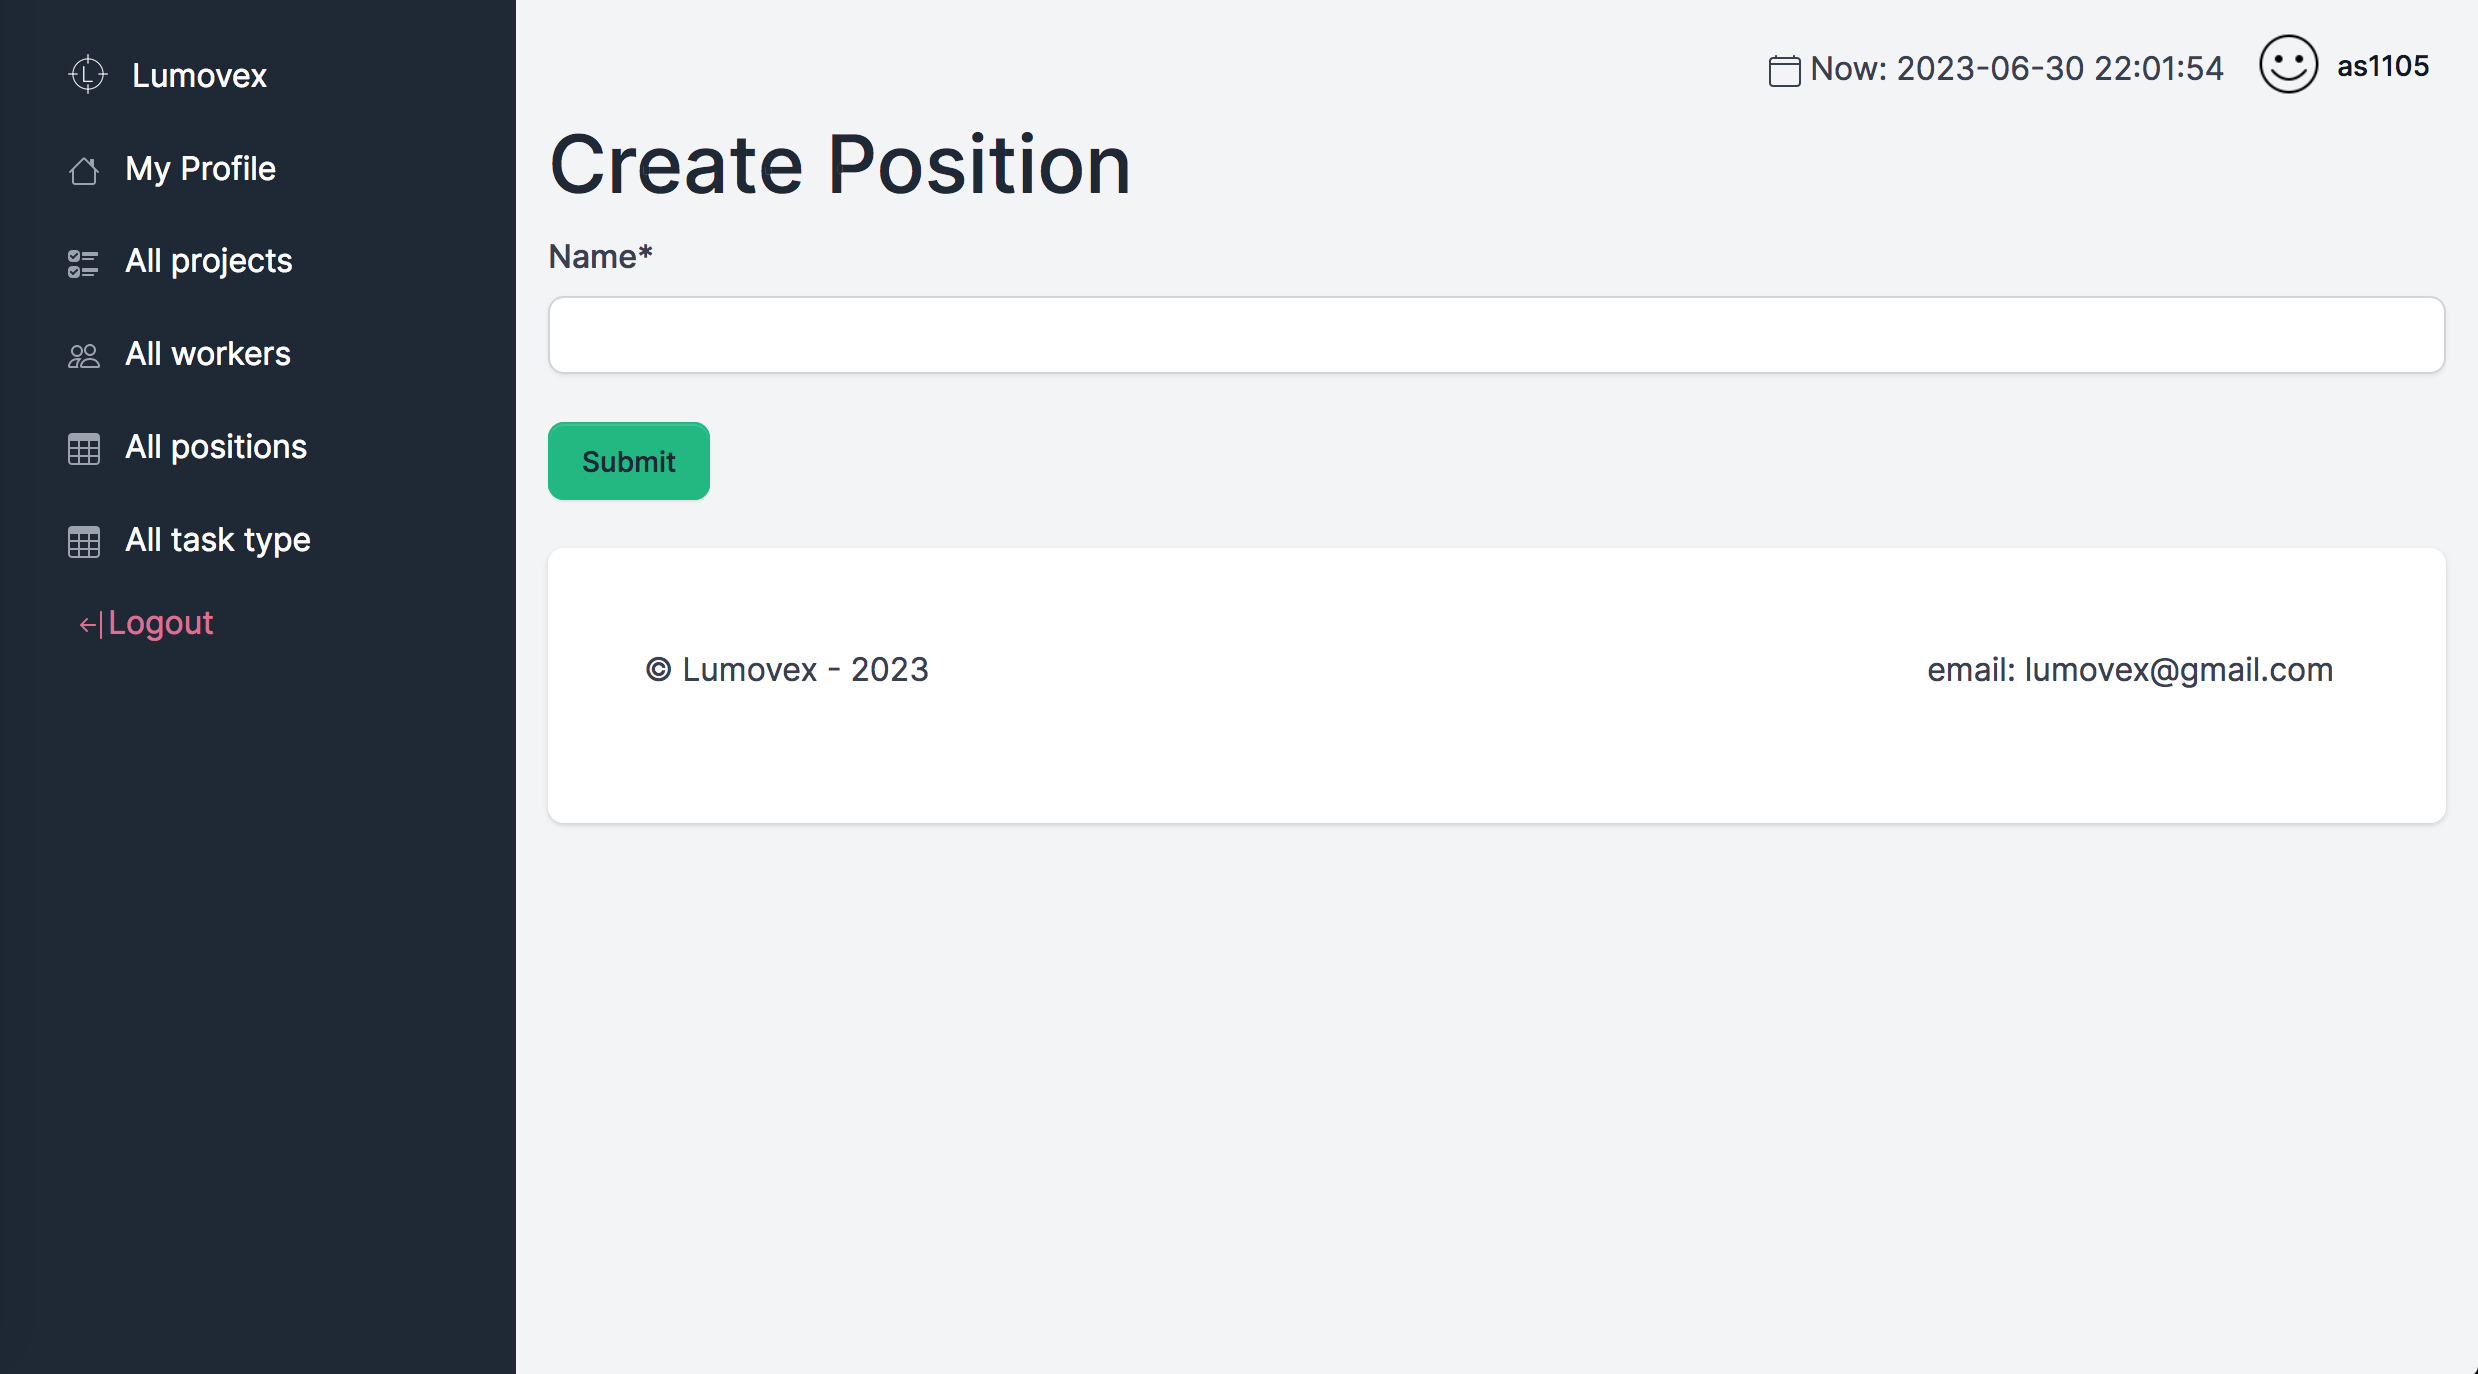 Lumovex
My Profile
All projects
All workers
All positions
All task type
Logout
Now: 2023-06-30 22:01:54
as1105
Create Position
Name*
Submit
© Lumovex - 2023
email: lumovex@gmail.com